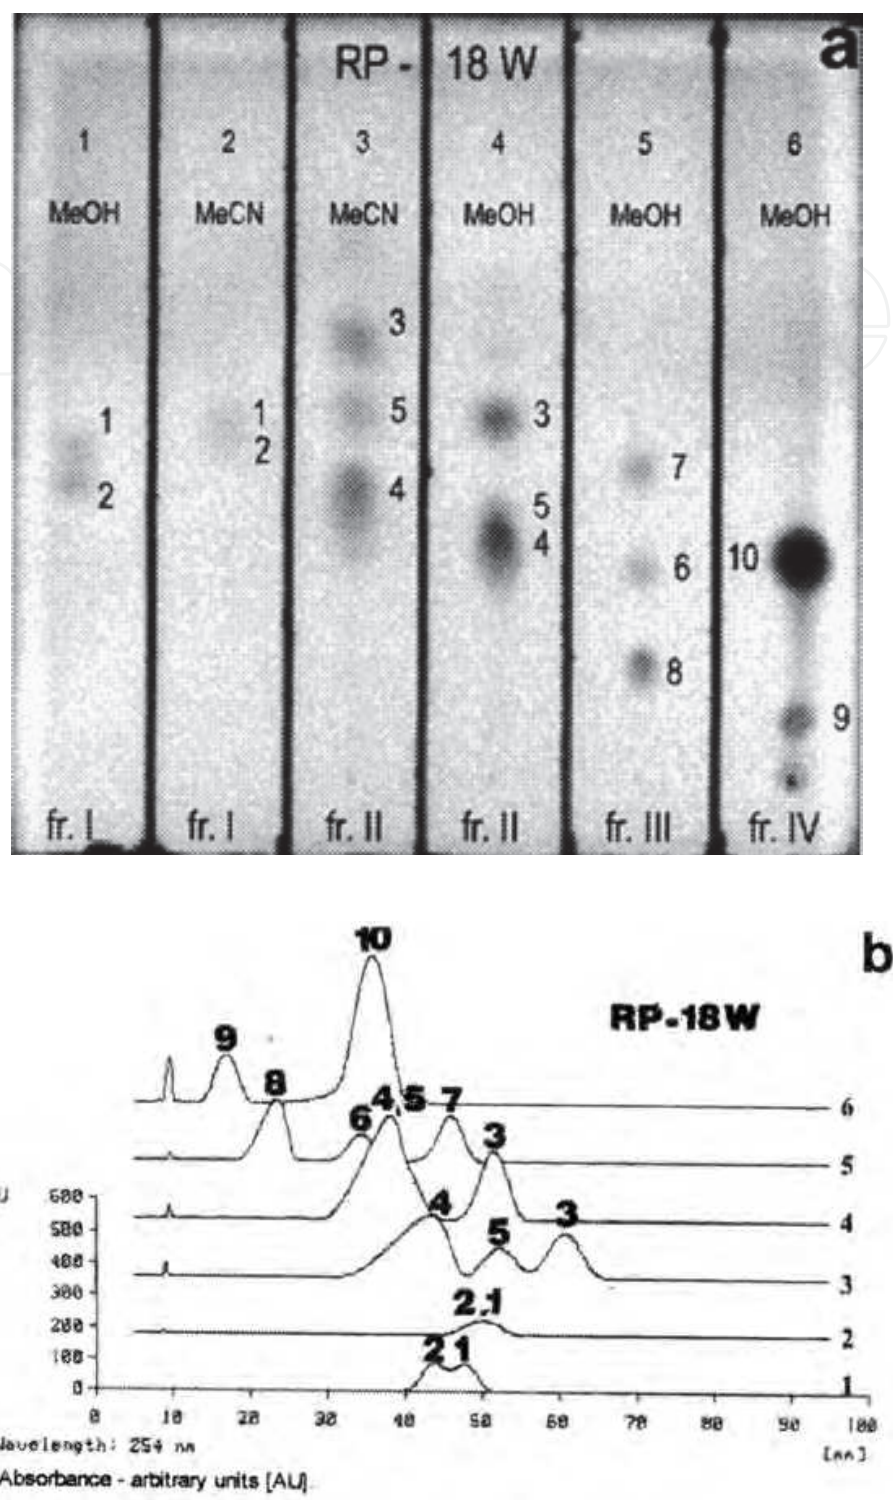 a
RP - 18 W
1 2 3 4 5 6
MeOH MeCN MeCN MeOH MeOH MeOH
3
1 1 5 3
2 7
2 4 5
4 10 6
8
9
fr. I fr. I fr. II fr. II fr. III fr. IV
b
10
RP-18W
9
8
4,5 7
6
6
3
5
600
4 4
500
5 3
400
3
300
2,1
200
2
100
2 1
0
1
0 10 20 30 40 50 60 70 80 90 100
Wavelength: 254 nm
[mm]
Absorbance - arbitrary units [AU]